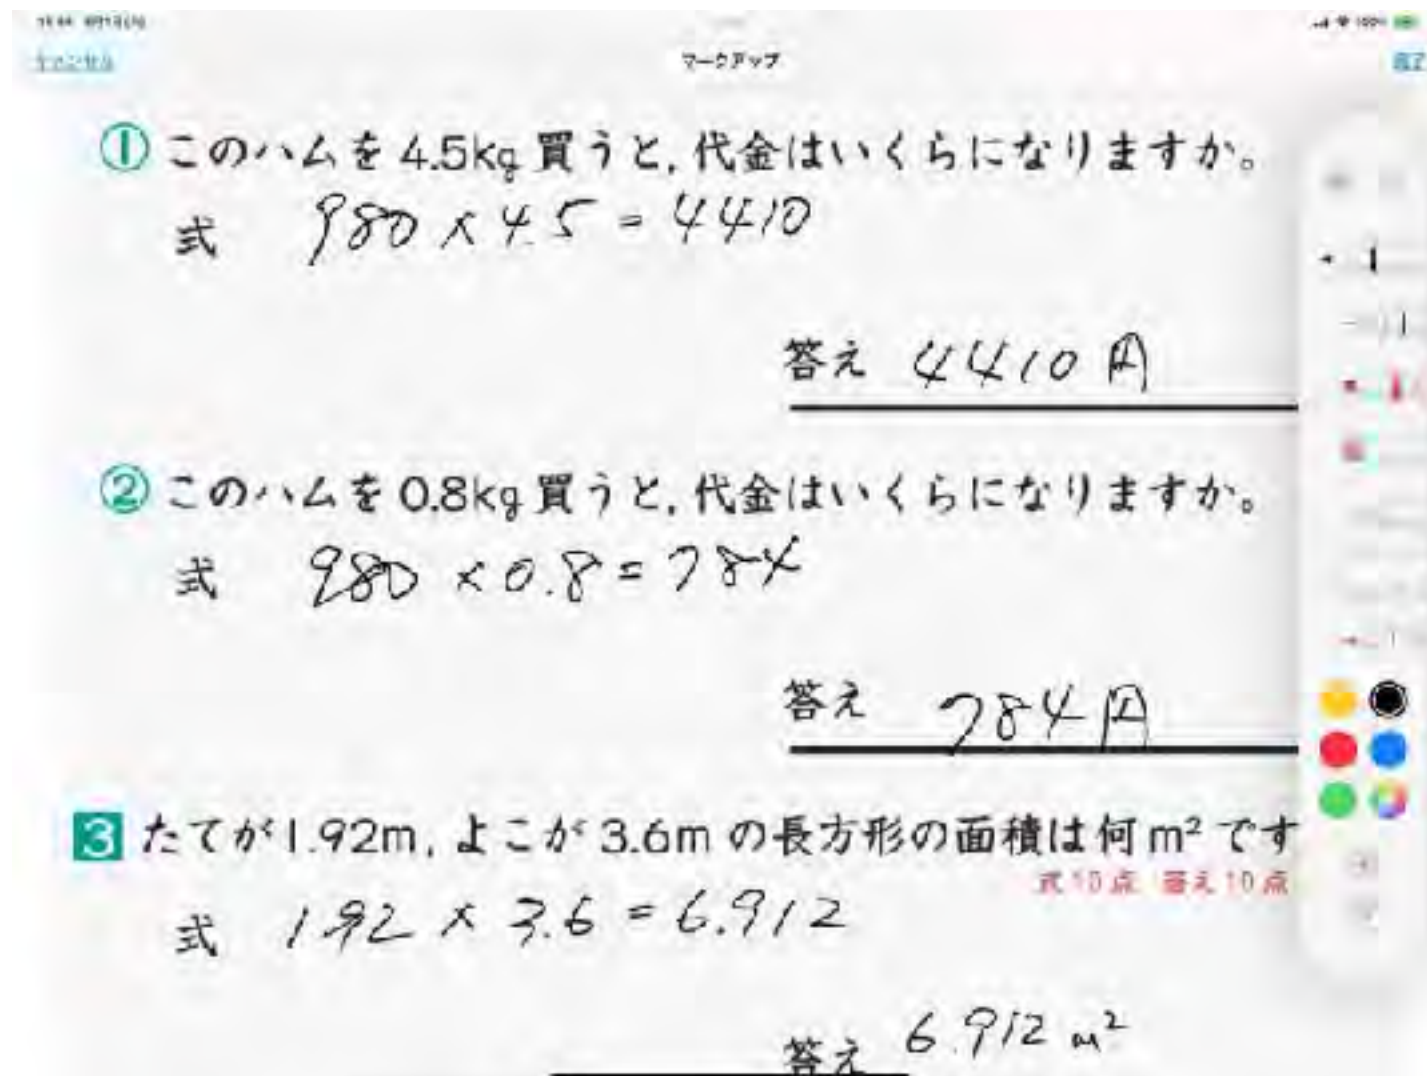 マークアップ
① このハムを4.5kg買うと,代金はいくらになりますか。
式 980×4.5=4410
答え 4410円
② このハムを0.8kg買うと,代金はいくらになりますか。
式 980×0.8=784
答え 784円
3 たてが1.92m,よこが3.6mの長方形の面積は何m²です
式10点 答え10点
式 1.92×3.6=6.912
答え 6.912m²